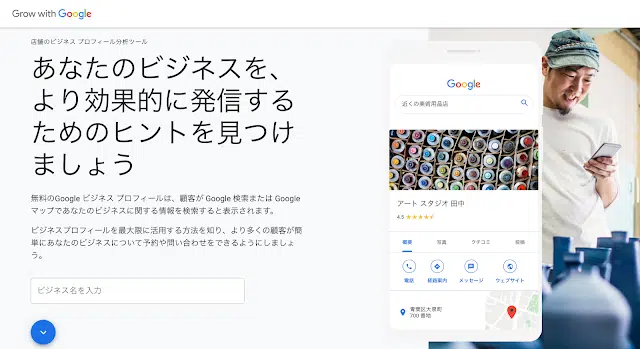 Grow with Google
店舗のビジネス プロフィール分析ツール
あなたのビジネスを、
より効果的に発信する
ためのヒントを見つけ
ましょう
無料のGoogle ビジネス プロフィールは、顧客が Google 検索または Google
マップであなたのビジネスに関する情報を検索すると表示されます。
ビジネスプロフィールを最大限に活用する方法を知り、より多くの顧客が簡
単にあなたのビジネスについて予約や問い合わせをできるようにしましょ
う。
ビジネス名を入力
Google
近くの美術用品店
アート スタジオ 田中
4.5
概要 写真 クチコミ 投稿
電話 経路案内 メッセージ ウェブサイト
青葉区大泉町
700 番地